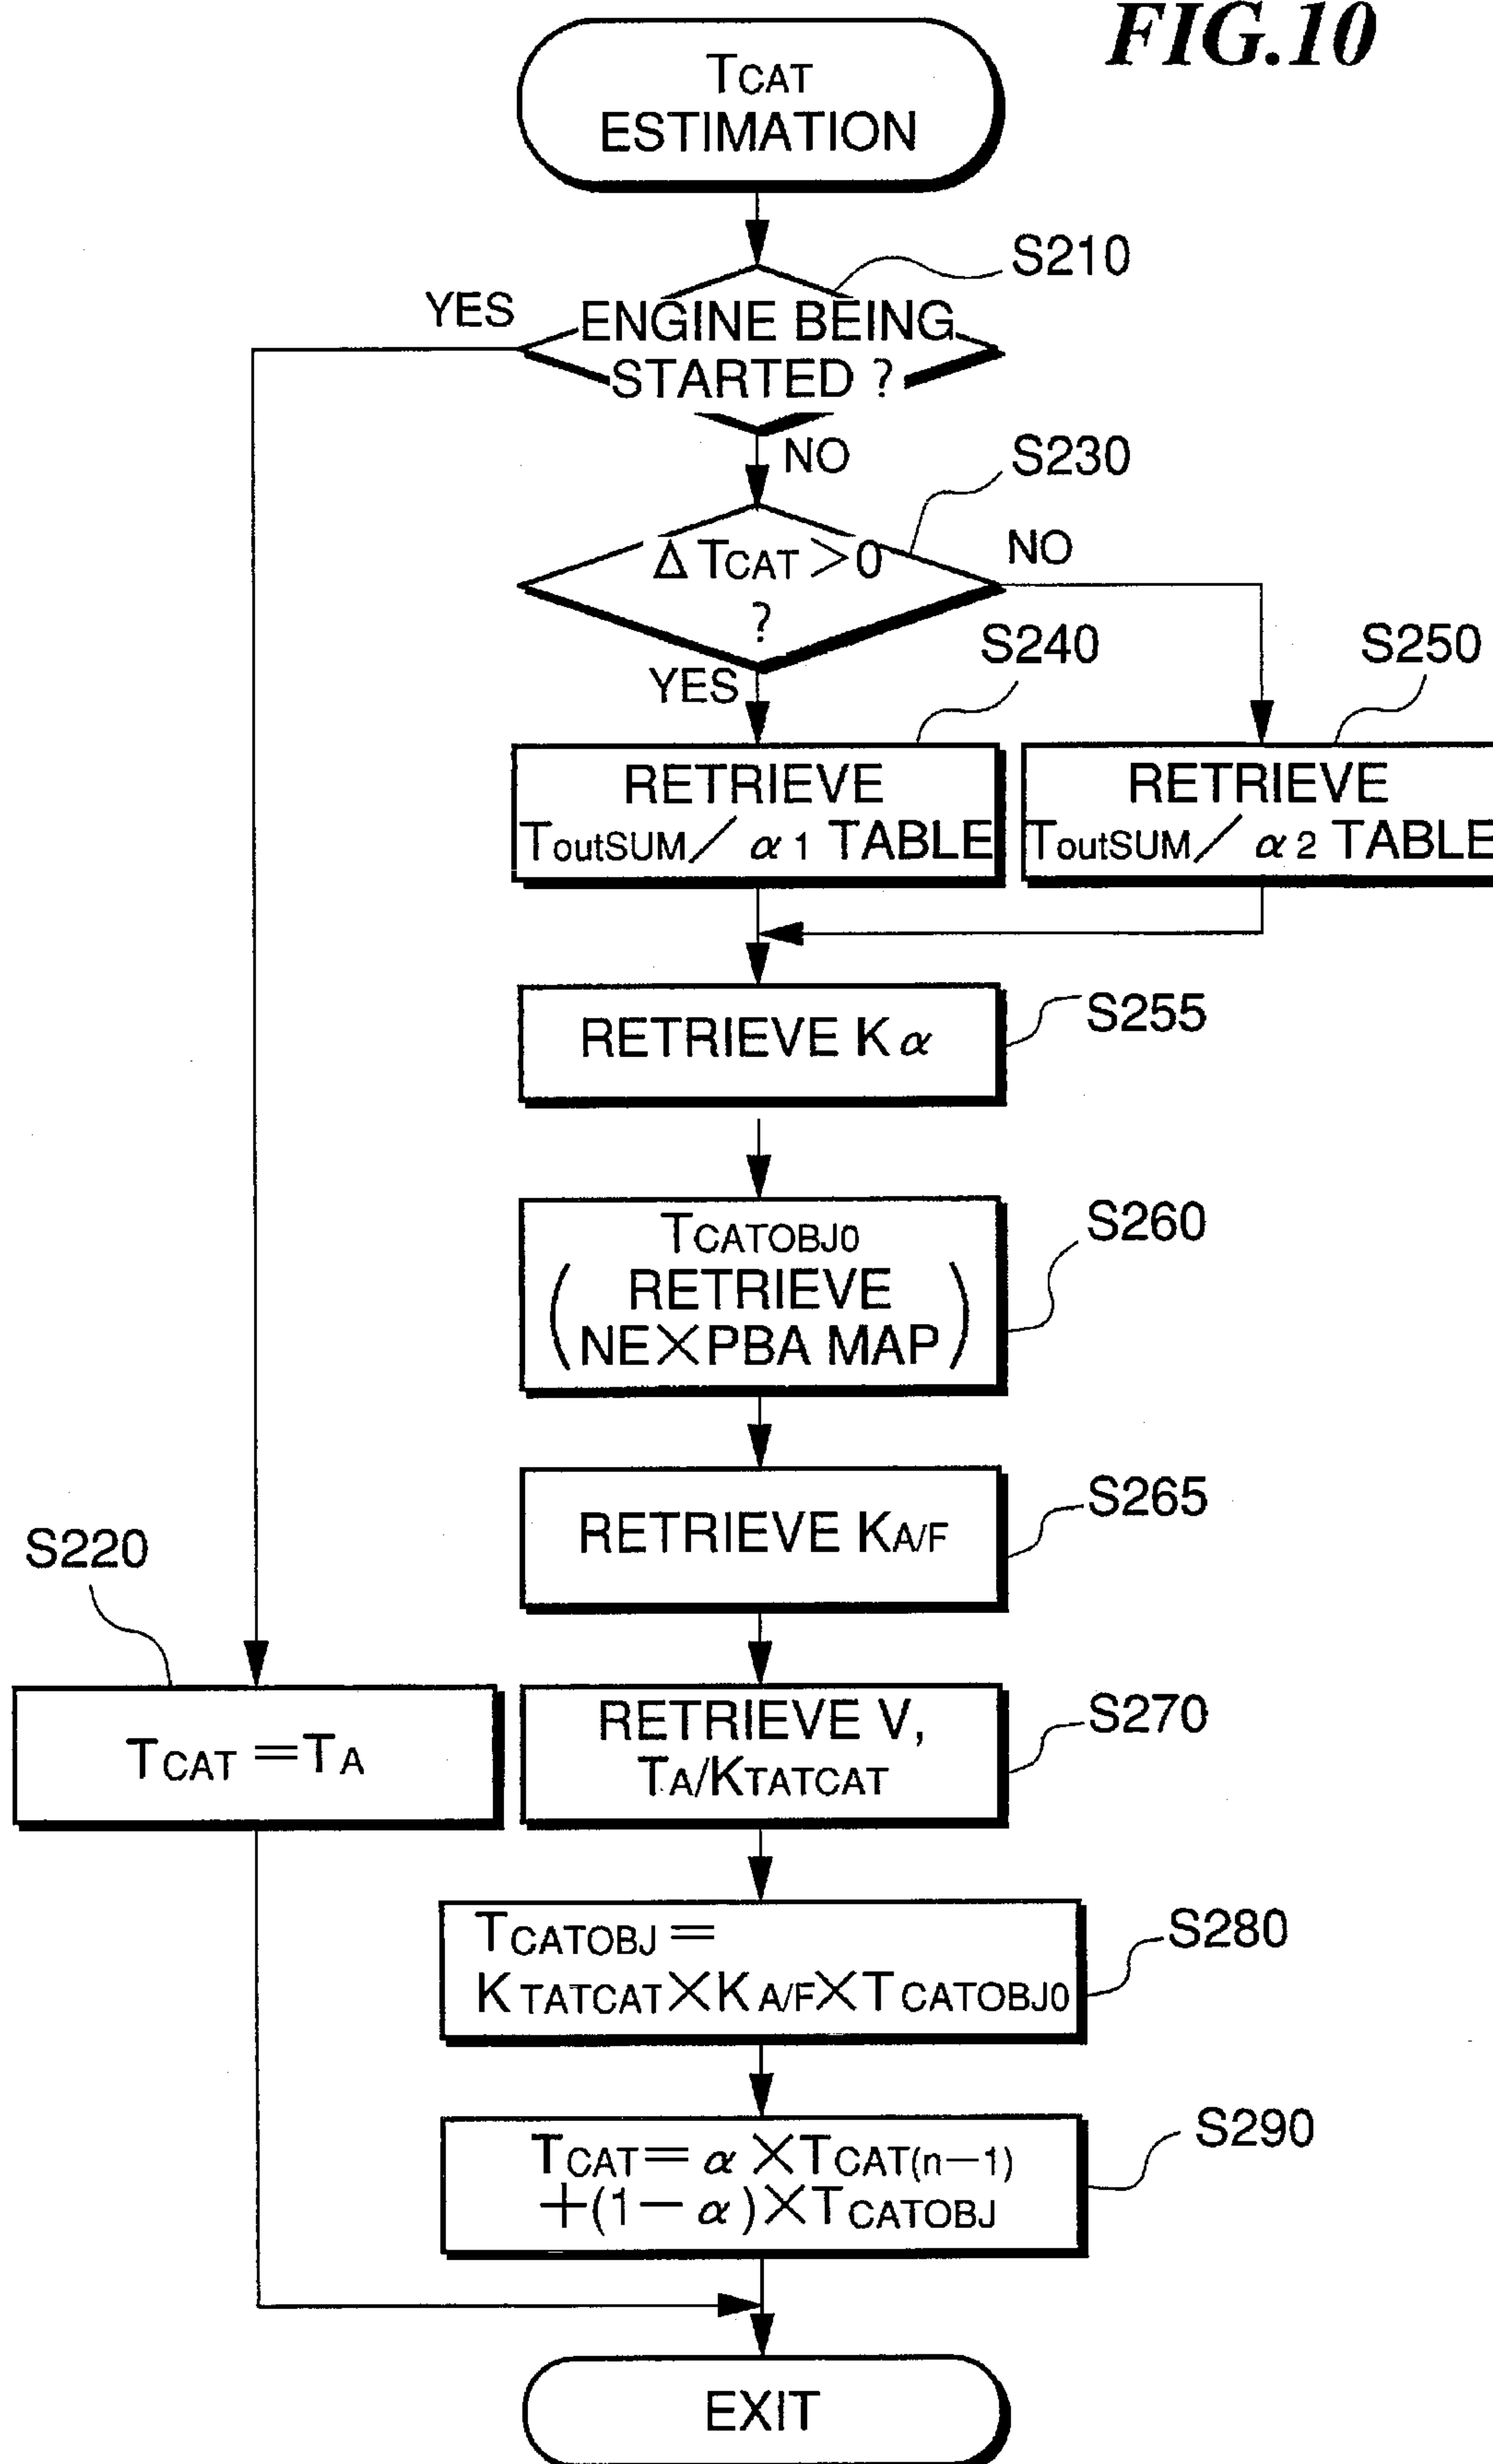 FIG.10
TCAT
ESTIMATION
S210
YES
ENGINE BEING
STARTED ?
NO
S230
ΔTCAT>0
?
NO
YES
S240
S250
RETRIEVE
ToutSUM/α1 TABLE
RETRIEVE
ToutSUM/α2 TABLE
RETRIEVE Kα
S255
TCATOBJ0
(RETRIEVE
NE×PBA MAP)
S260
RETRIEVE KA/F
S265
S220
TCAT=TA
RETRIEVE V,
TA/KTATCAT
S270
TCATOBJ=
KTATCAT×KA/F×TCATOBJ0
S280
TCAT=α×TCAT(n−1)
+(1−α)×TCATOBJ
S290
EXIT